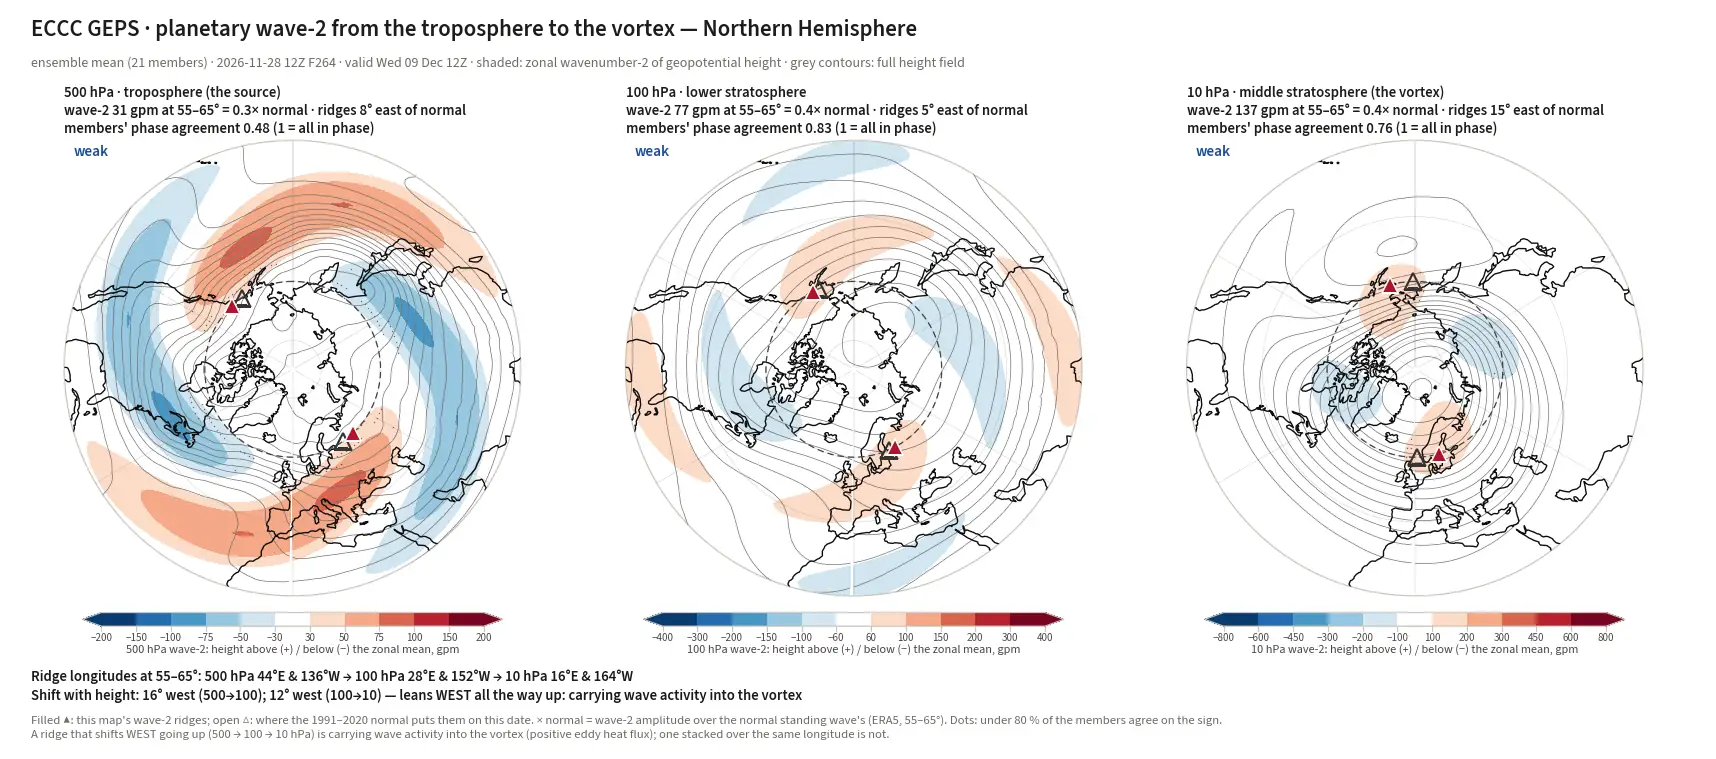 ECCC GEPS · planetary wave-2 from the troposphere to the vortex — Northern Hemisphere
ensemble mean (21 members) · 2026-11-28 12Z F264 · valid Wed 09 Dec 12Z · shaded: zonal wavenumber-2 of geopotential height · grey contours: full height field
500 hPa · troposphere (the source)
wave-2 31 gpm at 55–65° = 0.3× normal · ridges 8° east of normal
members' phase agreement 0.48 (1 = all in phase)
weak
100 hPa · lower stratosphere
wave-2 77 gpm at 55–65° = 0.4× normal · ridges 5° east of normal
members' phase agreement 0.83 (1 = all in phase)
weak
10 hPa · middle stratosphere (the vortex)
wave-2 137 gpm at 55–65° = 0.4× normal · ridges 15° east of normal
members' phase agreement 0.76 (1 = all in phase)
weak
−200 −150 −100 −75 −50 −30 30 50 75 100 150 200
500 hPa wave-2: height above (+) / below (−) the zonal mean, gpm
−400 −300 −200 −150 −100 −60 60 100 150 200 300 400
100 hPa wave-2: height above (+) / below (−) the zonal mean, gpm
−800 −600 −450 −300 −200 −100 100 200 300 450 600 800
10 hPa wave-2: height above (+) / below (−) the zonal mean, gpm
Ridge longitudes at 55–65°: 500 hPa 44°E & 136°W → 100 hPa 28°E & 152°W → 10 hPa 16°E & 164°W
Shift with height: 16° west (500→100); 12° west (100→10) — leans WEST all the way up: carrying wave activity into the vortex
Filled ▲: this map's wave-2 ridges; open △: where the 1991–2020 normal puts them on this date. × normal = wave-2 amplitude over the normal standing wave's (ERA5, 55–65°). Dots: under 80 % of the members agree on the sign.
A ridge that shifts WEST going up (500 → 100 → 10 hPa) is carrying wave activity into the vortex (positive eddy heat flux); one stacked over the same longitude is not.